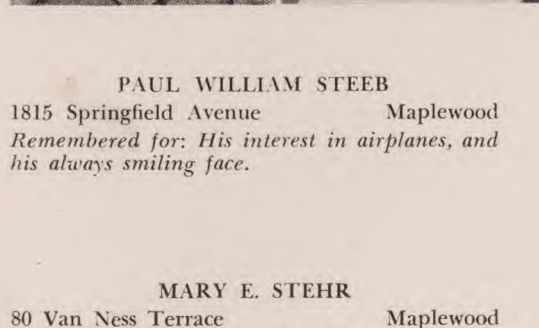 PAUL WILLIAM STEEB
1815 Springfield Avenue Maplewood
Remembered for: His interest in airplanes, and
his always smiling face.
MARY E. STEHR
80 Van Ness Terrace Maplewood